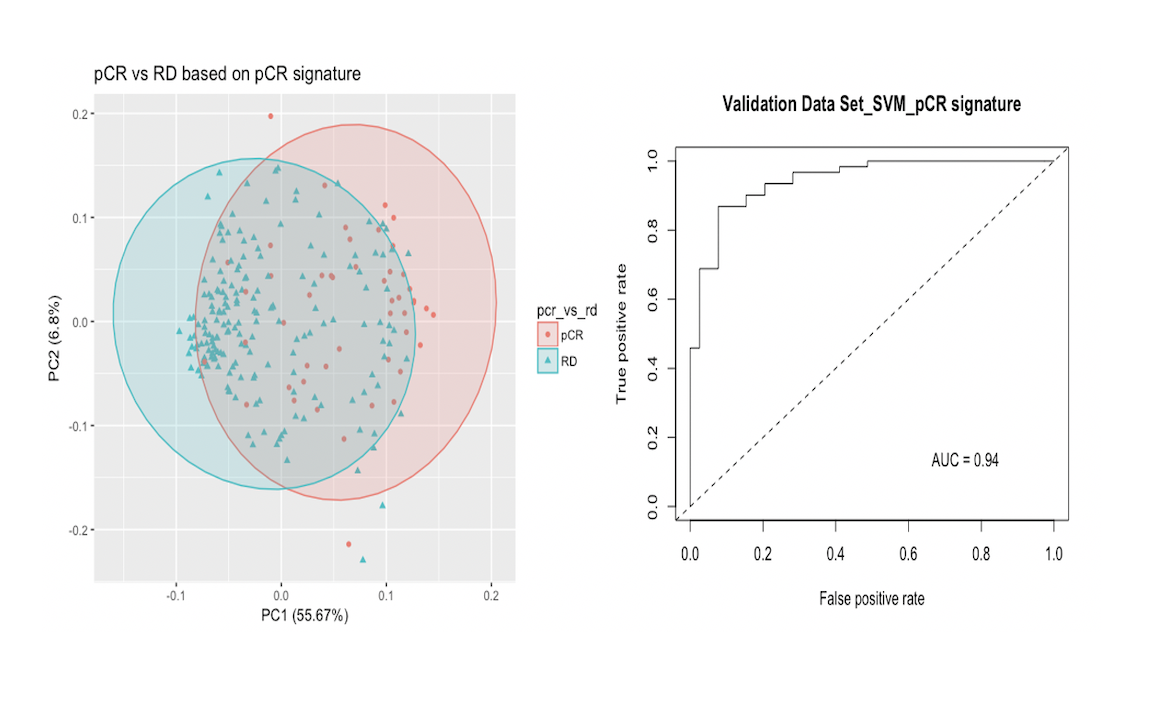 pCR vs RD based on pCR signature
0.2
0.1
0.0
-0.1
-0.2
PC2 (6.8%)
-0.1 0.0 0.1 0.2
PC1 (55.67%)
pcr_vs_rd
pCR
RD
Validation Data Set_SVM_pCR signature
1.0
0.8
0.6
0.4
0.2
0.0
True positive rate
AUC = 0.94
0.0 0.2 0.4 0.6 0.8 1.0
False positive rate